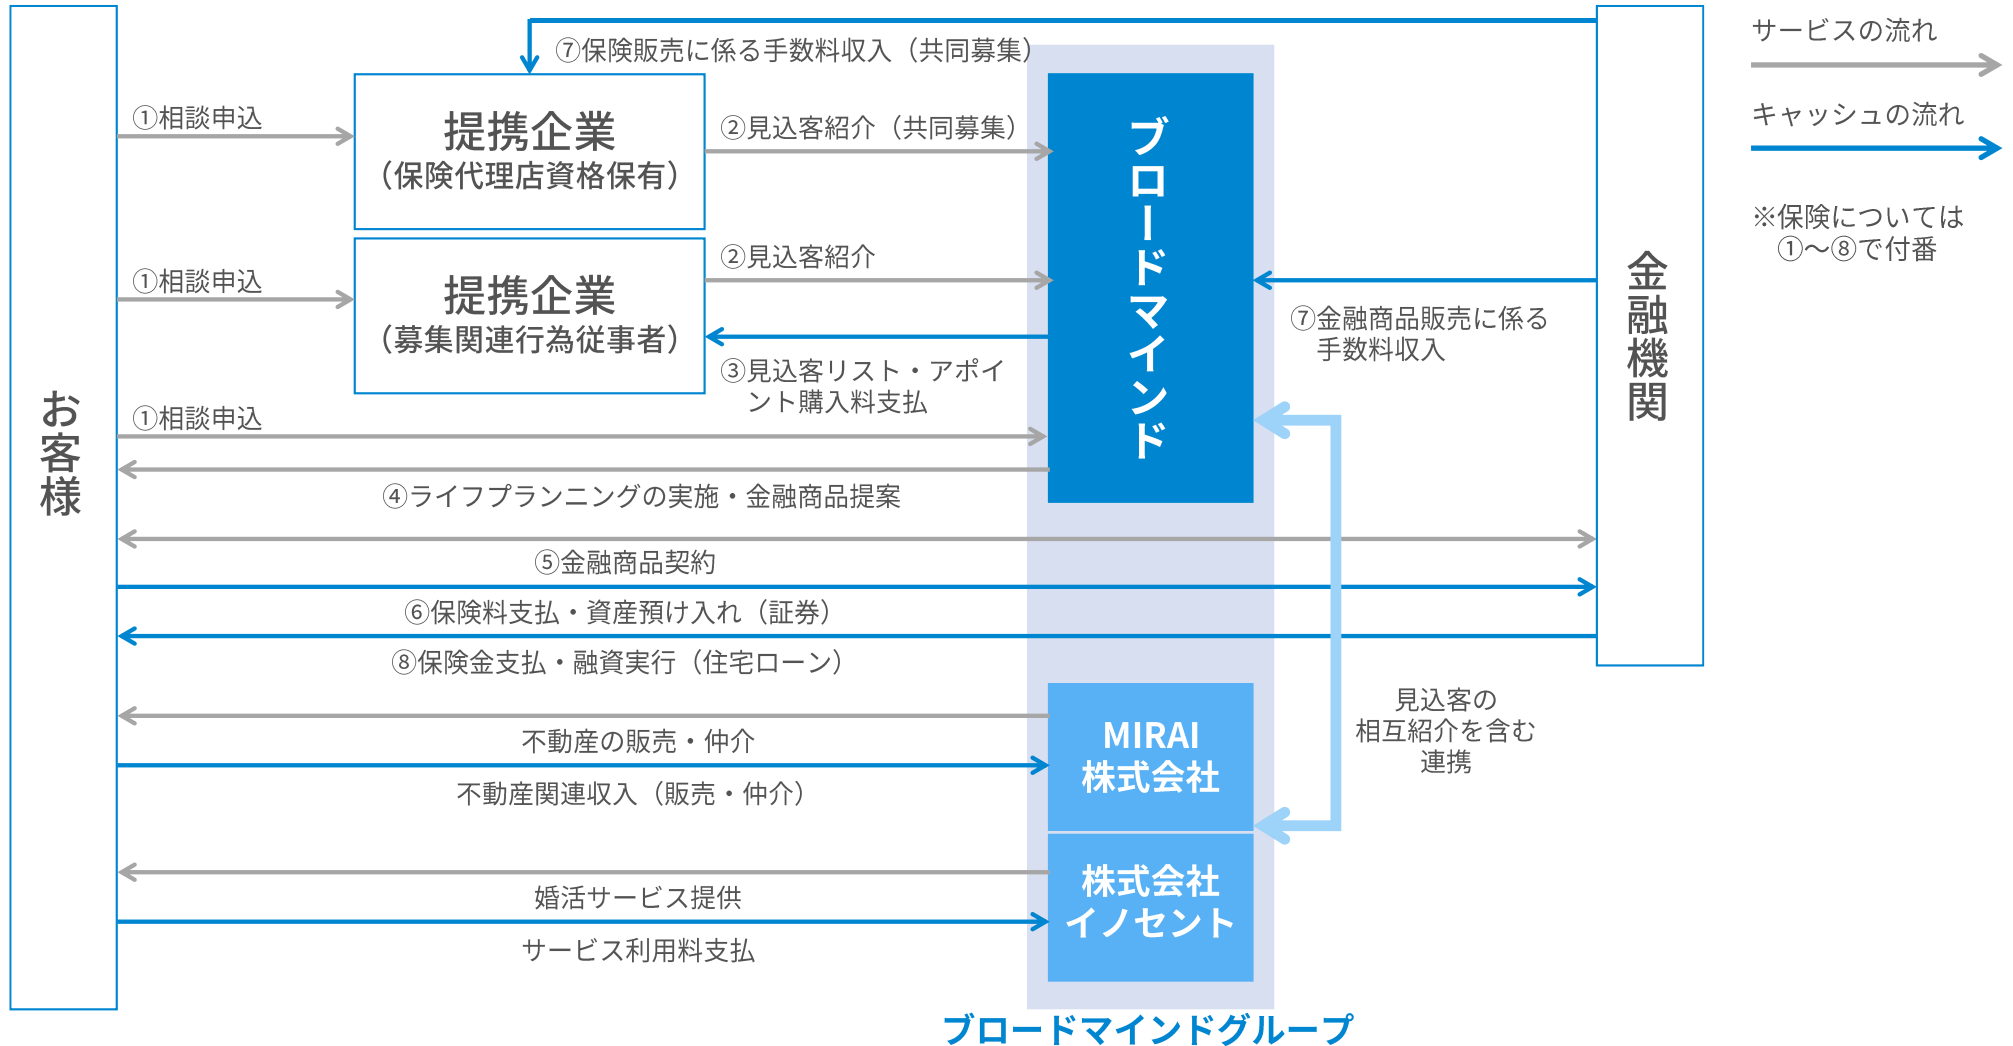 ⑦保険販売に係る手数料収入（共同募集）
サービスの流れ
キャッシュの流れ
※保険については
①～⑧で付番
お客様
①相談申込
提携企業
（保険代理店資格保有）
②見込客紹介（共同募集）
①相談申込
提携企業
（募集関連行為従事者）
②見込客紹介
③見込客リスト・アポイ
ント購入料支払
ブロードマインド
⑦金融商品販売に係る
手数料収入
金融機関
①相談申込
④ライフプランニングの実施・金融商品提案
⑤金融商品契約
⑥保険料支払・資産預け入れ（証券）
⑧保険金支払・融資実行（住宅ローン）
不動産の販売・仲介
不動産関連収入（販売・仲介）
MIRAI
株式会社
見込客の
相互紹介を含む
連携
婚活サービス提供
サービス利用料支払
株式会社
イノセント
ブロードマインドグループ